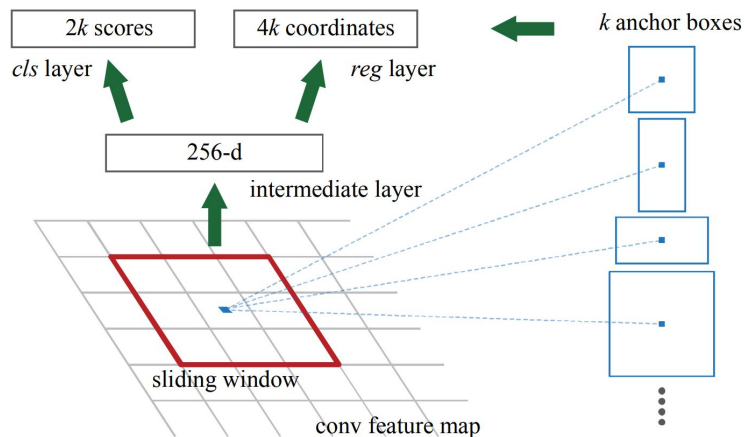 2k scores
4k coordinates
k anchor boxes
cls layer
reg layer
256-d
intermediate layer
sliding window
conv feature map